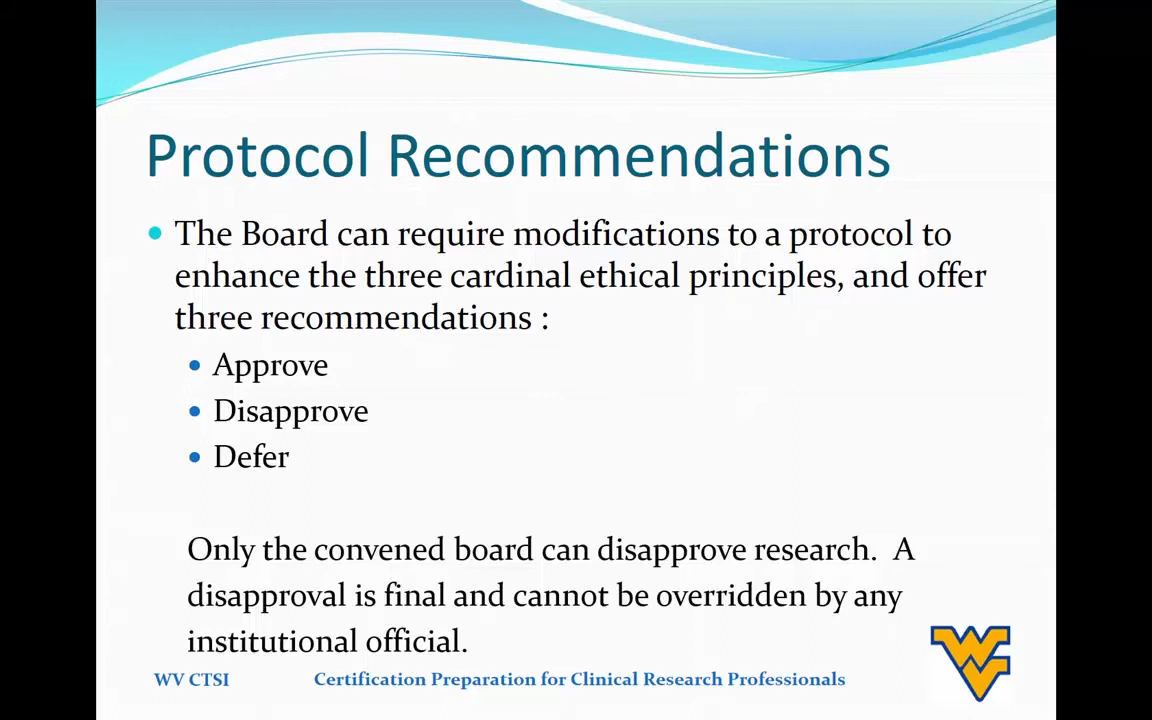 Protocol Recommendations
• The Board can require modifications to a protocol to
enhance the three cardinal ethical principles, and offer
three recommendations :
• Approve
• Disapprove
• Defer
Only the convened board can disapprove research.  A
disapproval is final and cannot be overridden by any
institutional official.
WV CTSI
Certification Preparation for Clinical Research Professionals
WV